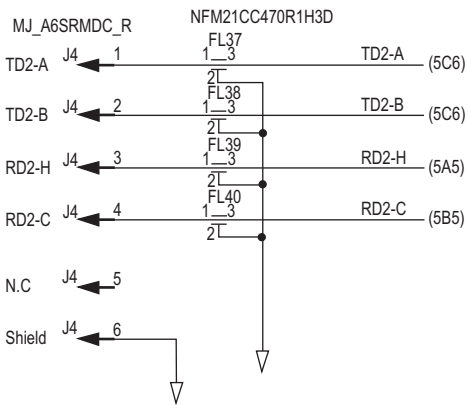 MJ_A6SRMDC_R NFM21CC470R1H3D
FL37
TD2-A J4 1 1 3 TD2-A (5C6)
2
FL38
TD2-B J4 2 1 3 TD2-B (5C6)
2
FL39
RD2-H J4 3 1 3 RD2-H (5A5)
2
FL40
RD2-C J4 4 1 3 RD2-C (5B5)
2
N.C J4 5
Shield J4 6